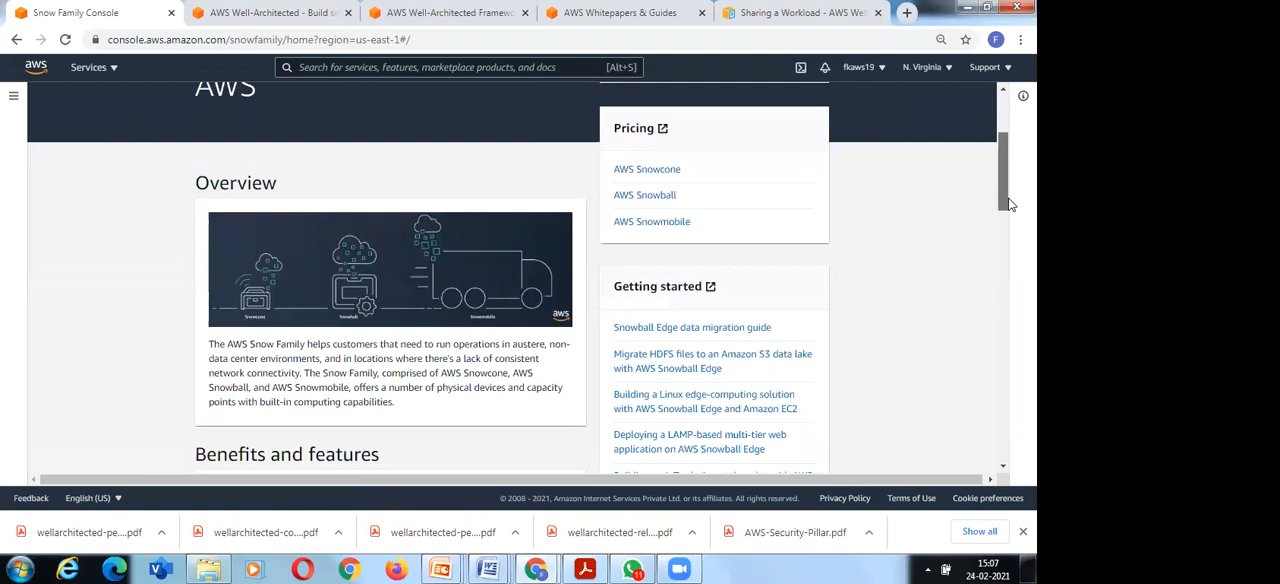 Snow Family Console
AWS Well-Architected - Build se
AWS Well-Architected Framewo
AWS Whitepapers & Guides
Sharing a Workload - AWS Wel
console.aws.amazon.com/snowfamily/home?region=us-east-1#/
F
aws
Services
Search for services, features, marketplace products, and docs
[Alt+S]
fkaws19
N. Virginia
Support
AWS
Pricing
AWS Snowcone
AWS Snowball
AWS Snowmobile
Overview
Snowcone
Snowball
Snowmobile
aws
The AWS Snow Family helps customers that need to run operations in austere, non-
data center environments, and in locations where there's a lack of consistent
network connectivity. The Snow Family, comprised of AWS Snowcone, AWS
Snowball, and AWS Snowmobile, offers a number of physical devices and capacity
points with built-in computing capabilities.
Getting started
Snowball Edge data migration guide
Migrate HDFS files to an Amazon S3 data lake
with AWS Snowball Edge
Building a Linux edge-computing solution
with AWS Snowball Edge and Amazon EC2
Deploying a LAMP-based multi-tier web
application on AWS Snowball Edge
Benefits and features
Feedback
English (US)
© 2008 - 2021, Amazon Internet Services Private Ltd. or its affiliates. All rights reserved.
Privacy Policy
Terms of Use
Cookie preferences
wellarchitected-pe....pdf
wellarchitected-co....pdf
wellarchitected-pe....pdf
wellarchitected-rel....pdf
AWS-Security-Pillar.pdf
Show all
11
15:07
24-02-2021